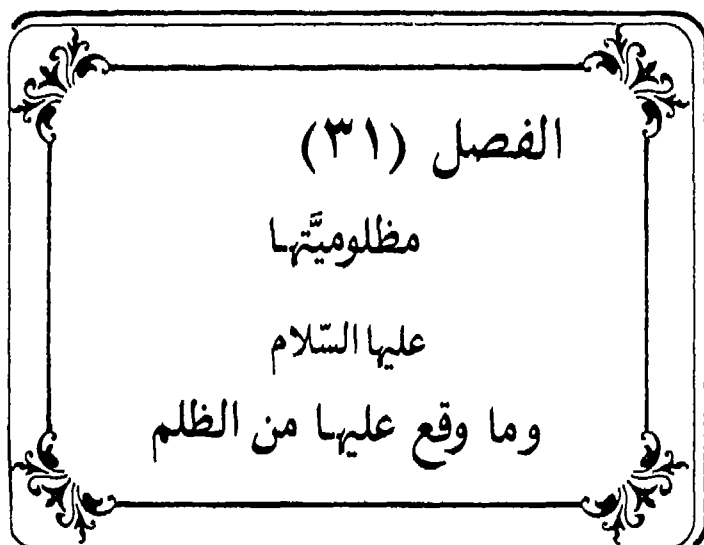 الفصل (٣١)
مظلوميَّتها
عليها السّلام
وما وقع عليها من الظلم